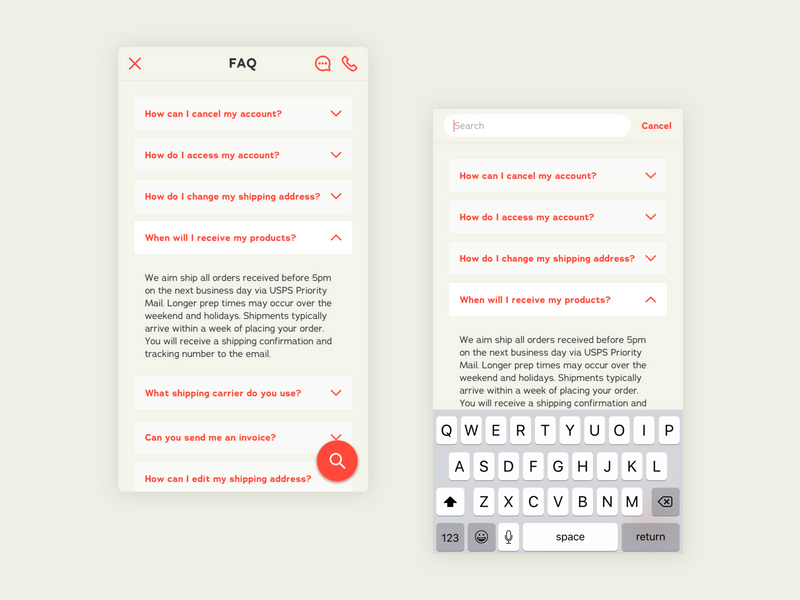 FAQ
How can I cancel my account?
How do I access my account?
How do I change my shipping address?
When will I receive my products?
We aim ship all orders received before 5pm
on the next business day via USPS Priority
Mail. Longer prep times may occur over the
weekend and holidays. Shipments typically
arrive within a week of placing your order.
You will receive a shipping confirmation and
tracking number to the email.
What shipping carrier do you use?
Can you send me an invoice?
How can I edit my shipping address?
Search
Cancel
How can I cancel my account?
How do I access my account?
How do I change my shipping address?
When will I receive my products?
We aim ship all orders received before 5pm
on the next business day via USPS Priority
Mail. Longer prep times may occur over the
weekend and holidays. Shipments typically
arrive within a week of placing your order.
You will receive a shipping confirmation and
Q W E R T Y U O I P
A S D F G H J K L
Z X C V B N M
123 space return